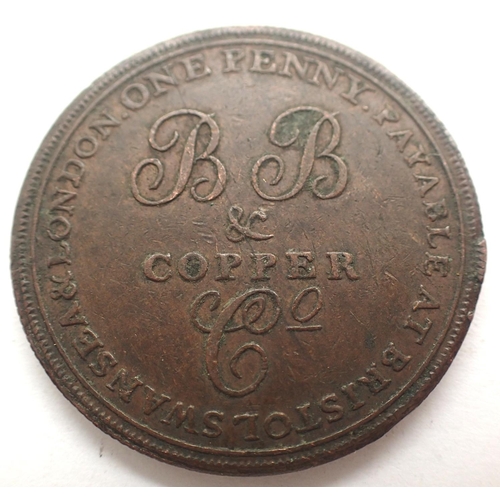 ONE PENNY. PAYABLE AT BRISTOL SWANSEA & LONDON.
B B
&
COPPER
Co